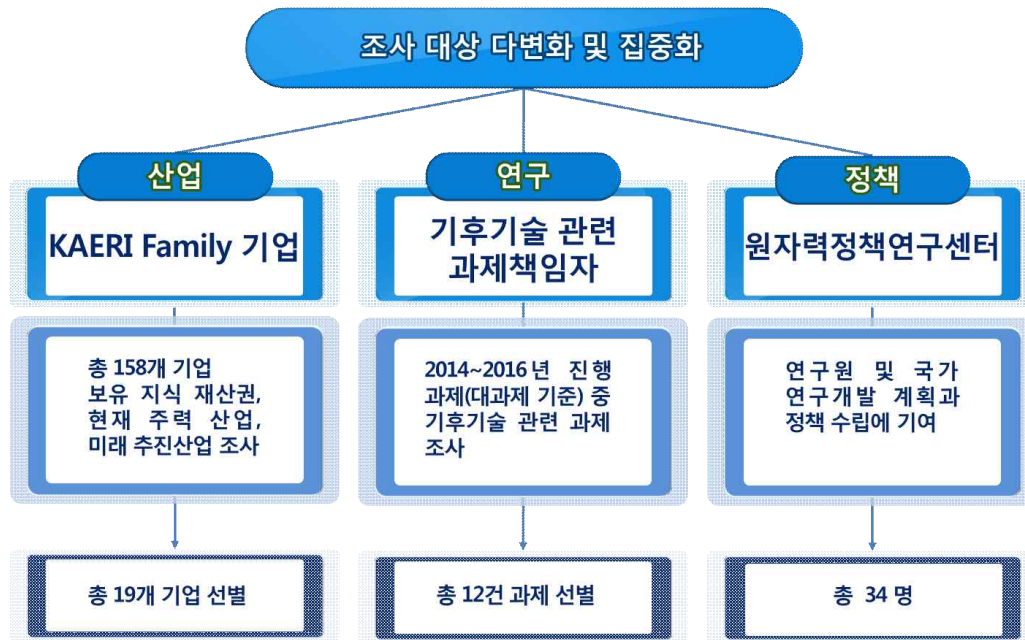 조사 대상 다변화 및 집중화
산업
KAERI Family 기업
총 158개 기업
보유 지식 재산권,
현재 주력 산업,
미래 추진산업 조사
총 19개 기업 선별
연구
기후기술 관련
과제책임자
2014~2016년 진행
과제(대과제 기준) 중
기후기술 관련 과제
조사
총 12건 과제 선별
정책
원자력정책연구센터
연구원 및 국가
연구개발 계획과
정책 수립에 기여
총 34 명